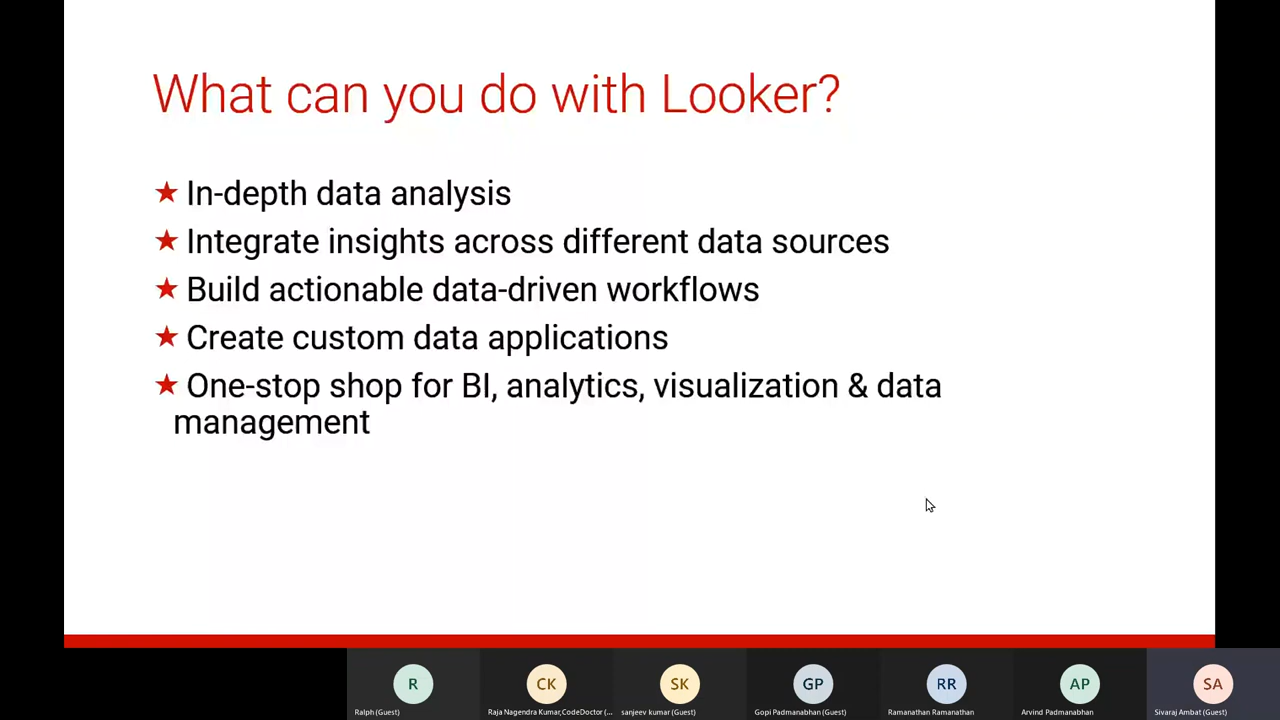 What can you do with Looker?
★ In-depth data analysis
★ Integrate insights across different data sources
★ Build actionable data-driven workflows
★ Create custom data applications
★ One-stop shop for BI, analytics, visualization & data
management
R
CK
SK
GP
RR
AP
SA
Ralph (Guest)
Raja Nagendra Kumar,CodeDoctor (...
sanjeev kumar (Guest)
Gopi Padmanabhan (Guest)
Ramanathan Ramanathan
Arvind Padmanabhan
Sivaraj Ambat (Guest)